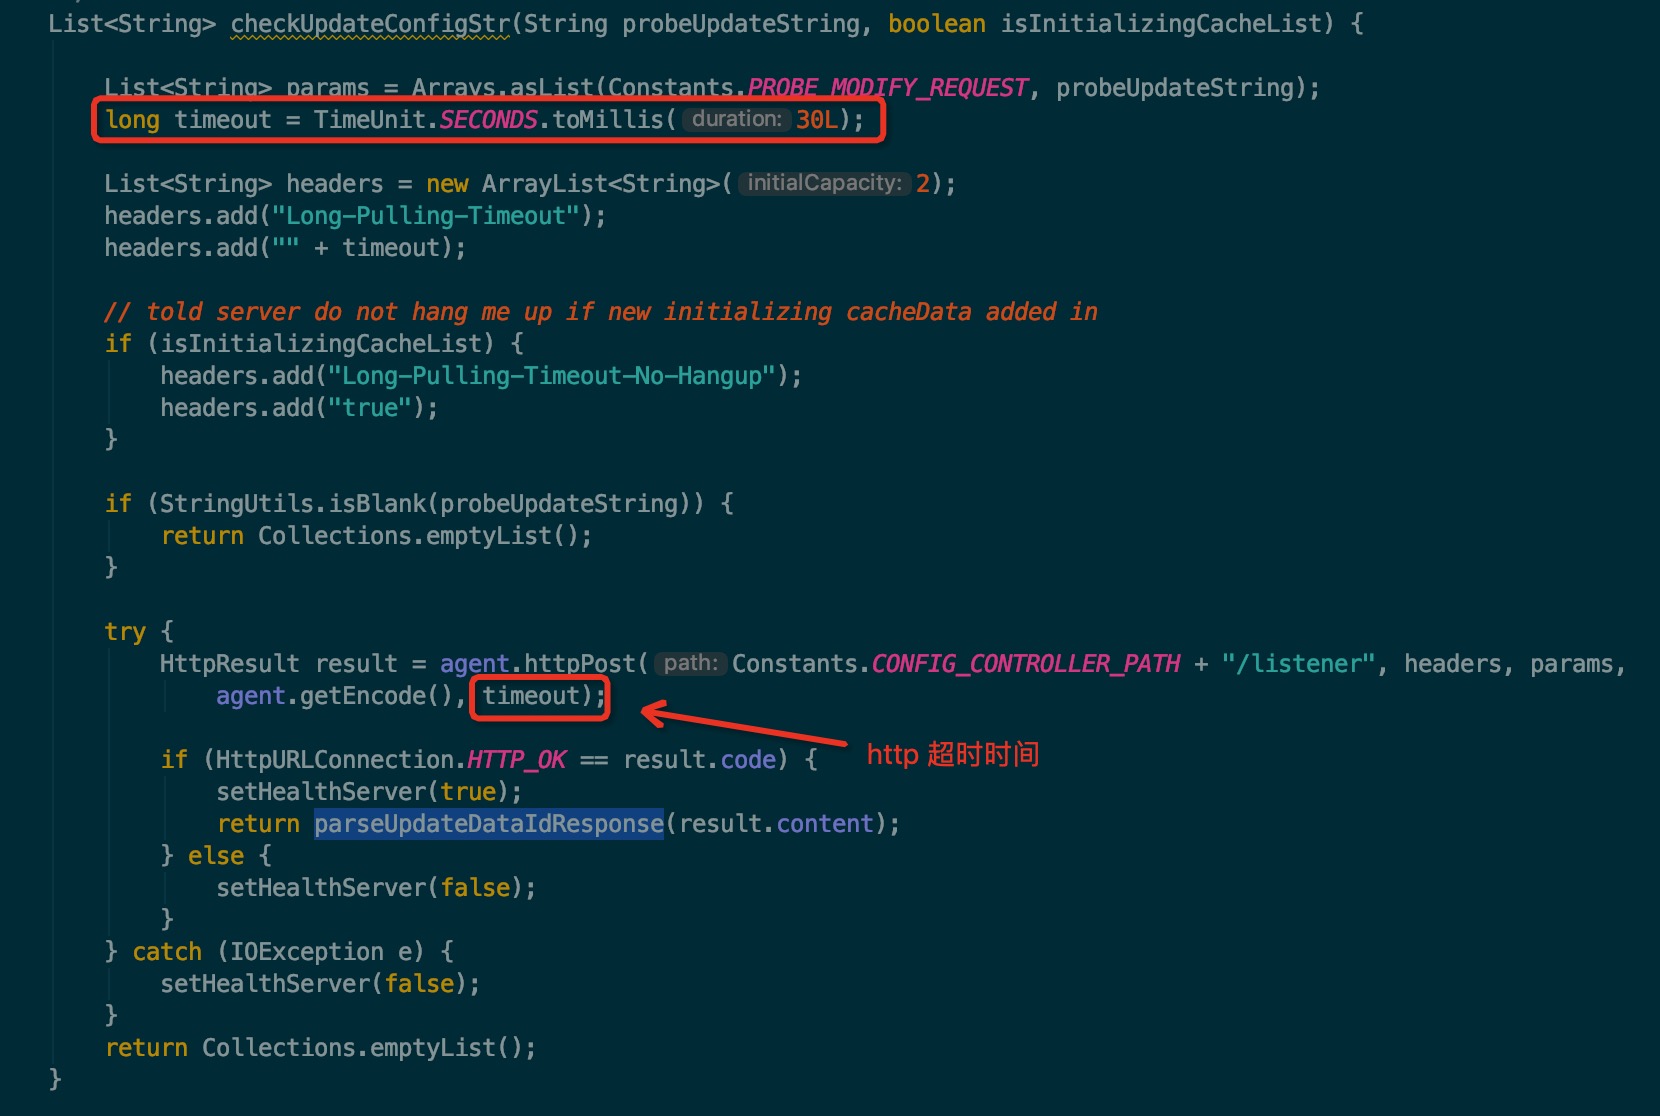 List<String> checkUpdateConfigStr(String probeUpdateString, boolean isInitializingCacheList) {
List<String> params = Arrays.asList(Constants.PROBE_MODIFY_REQUEST, probeUpdateString);
long timeout = TimeUnit.SECONDS.toMillis( duration: 30L);
List<String> headers = new ArrayList<String>( initialCapacity: 2);
headers.add("Long-Pulling-Timeout");
headers.add("" + timeout);
// told server do not hang me up if new initializing cacheData added in
if (isInitializingCacheList) {
headers.add("Long-Pulling-Timeout-No-Hangup");
headers.add("true");
}
if (StringUtils.isBlank(probeUpdateString)) {
return Collections.emptyList();
}
try {
HttpResult result = agent.httpPost( path: Constants.CONFIG_CONTROLLER_PATH + "/listener", headers, params,
agent.getEncode(), timeout);
http 超时时间
if (HttpURLConnection.HTTP_OK == result.code) {
setHealthServer(true);
return parseUpdateDataIdResponse(result.content);
} else {
setHealthServer(false);
}
} catch (IOException e) {
setHealthServer(false);
}
return Collections.emptyList();
}